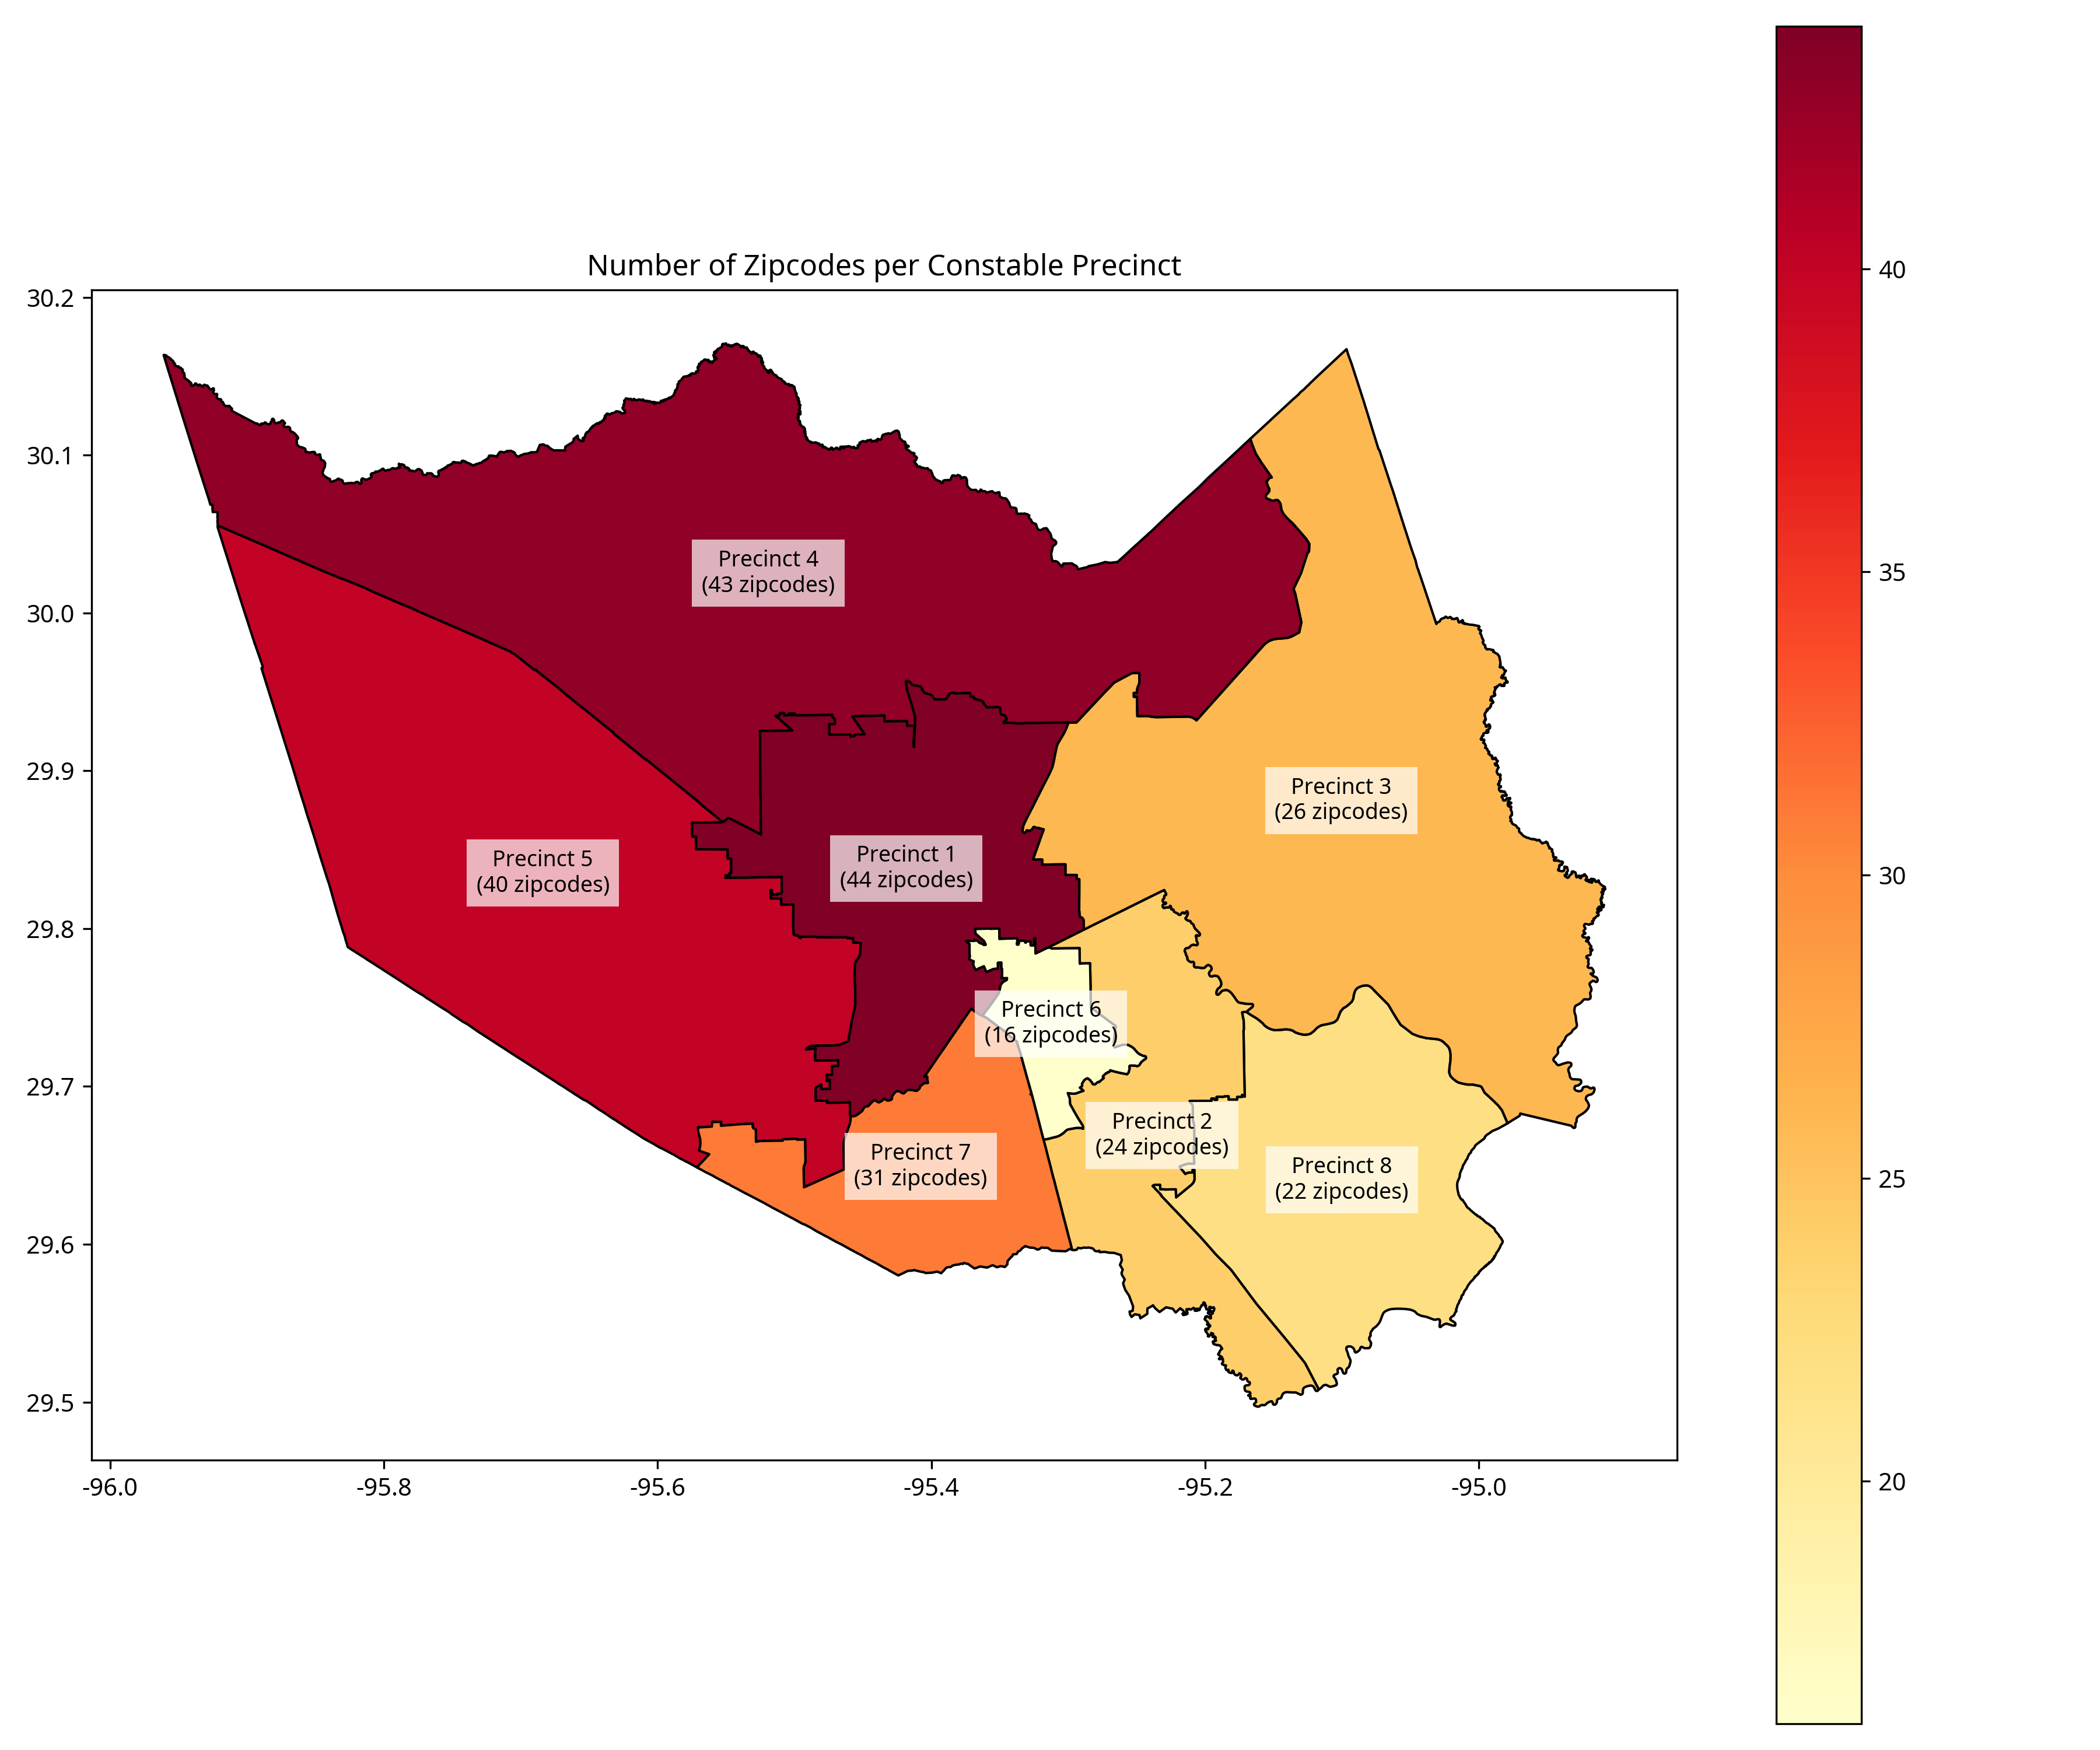 Number of Zipcodes per Constable Precinct
30.2
30.1
30.0
29.9
29.8
29.7
29.6
29.5
-96.0
-95.8
-95.6
-95.4
-95.2
-95.0
Precinct 4
(43 zipcodes)
Precinct 3
(26 zipcodes)
Precinct 5
(40 zipcodes)
Precinct 1
(44 zipcodes)
Precinct 6
(16 zipcodes)
Precinct 2
(24 zipcodes)
Precinct 7
(31 zipcodes)
Precinct 8
(22 zipcodes)
40
35
30
25
20